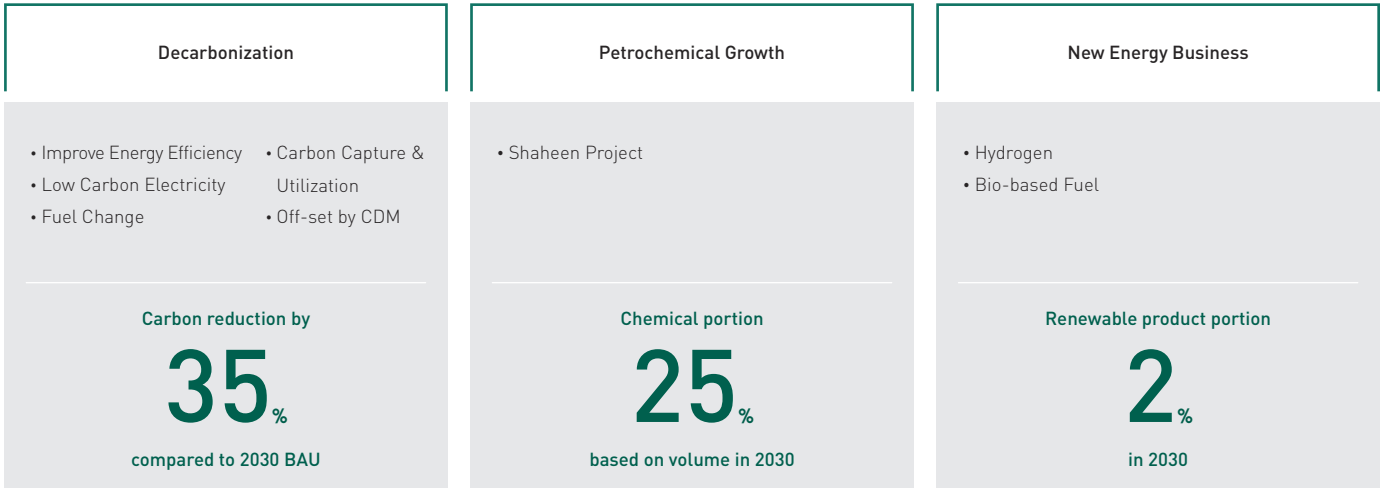 Decarbonization
• Improve Energy Efficiency
• Low Carbon Electricity
• Fuel Change
• Carbon Capture &
Utilization
• Off-set by CDM
Carbon reduction by
35%
compared to 2030 BAU
Petrochemical Growth
• Shaheen Project
Chemical portion
25%
based on volume in 2030
New Energy Business
• Hydrogen
• Bio-based Fuel
Renewable product portion
2%
in 2030